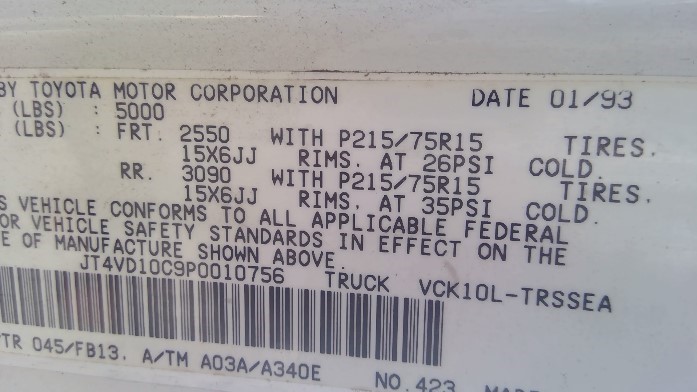 BY TOYOTA MOTOR CORPORATION DATE 01/93
(LBS) : 5000
(LBS) : FRT. 2550 WITH P215/75R15 TIRES.
15X6JJ RIMS. AT 26PSI COLD.
RR. 3090 WITH P215/75R15 TIRES.
15X6JJ RIMS. AT 35PSI COLD.
S VEHICLE CONFORMS TO ALL APPLICABLE FEDERAL
OR VEHICLE SAFETY STANDARDS IN EFFECT ON THE
E OF MANUFACTURE SHOWN ABOVE.
JT4VD10C9P0010756 TRUCK VCK10L-TRSSEA
TR 045/FB13. A/TM A03A/A340E
NO.423 MADE